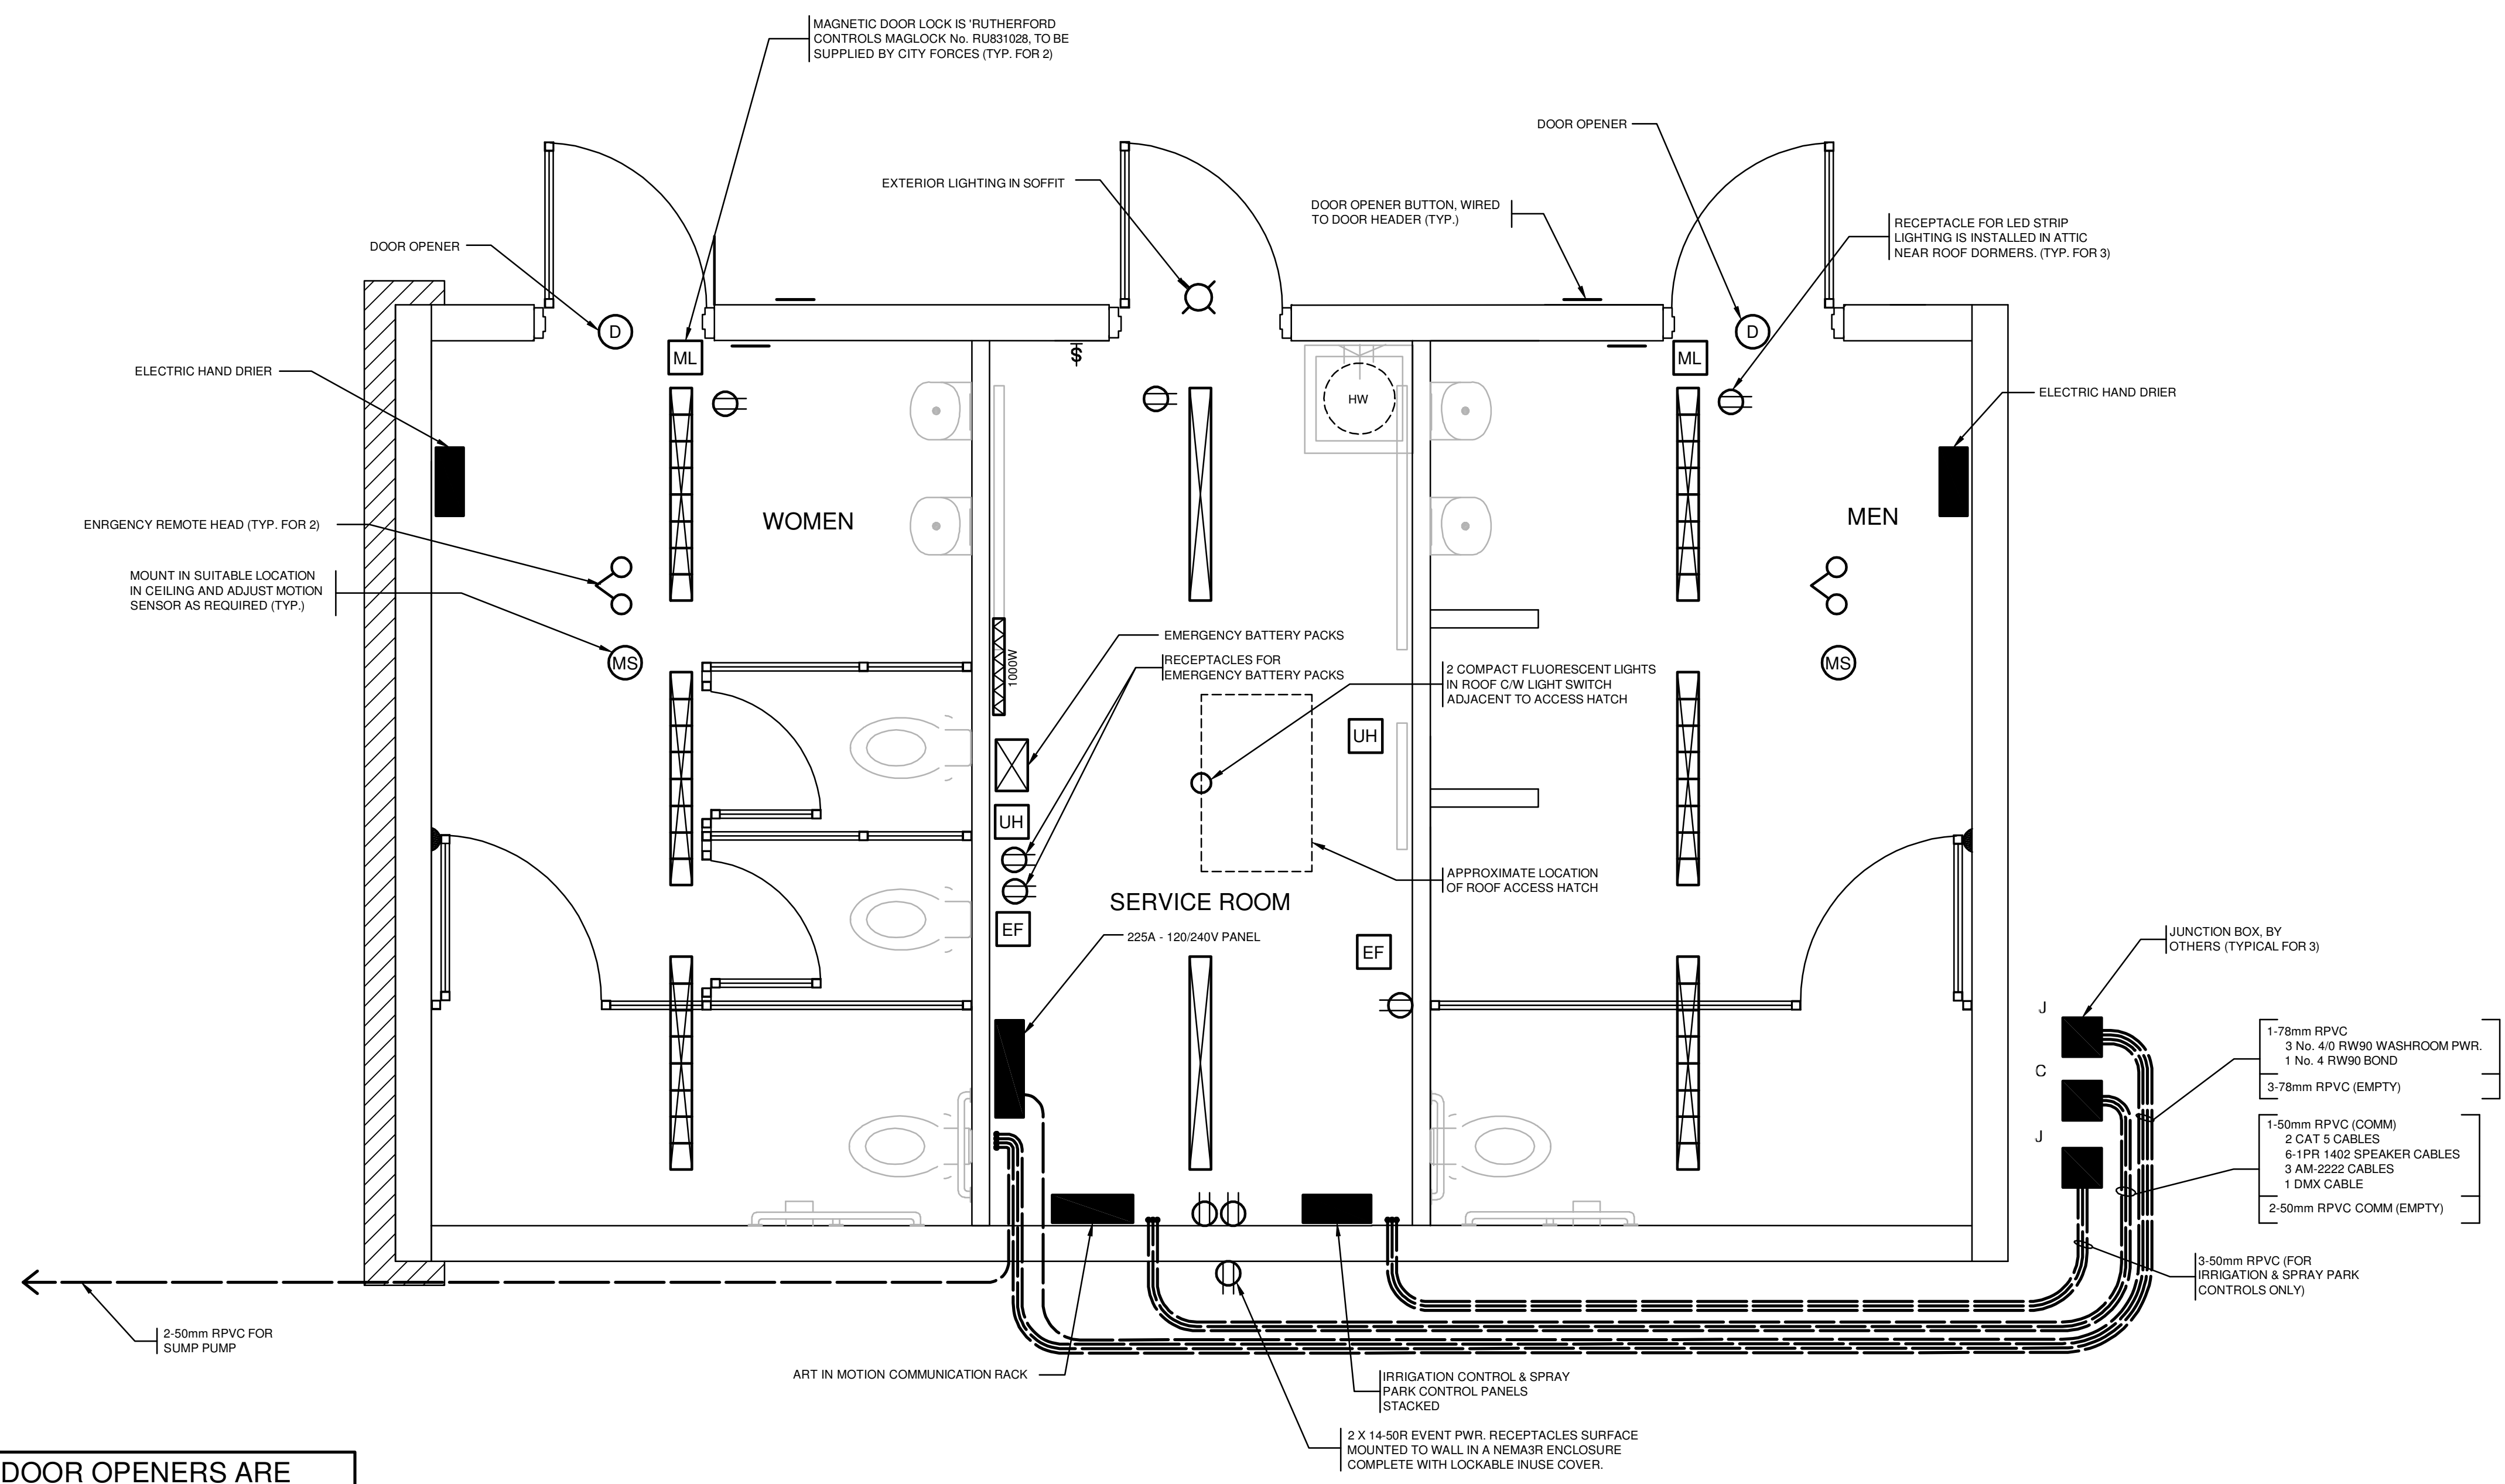 MAGNETIC DOOR LOCK IS 'RUTHERFORD
CONTROLS MAGLOCK No. RU831028, TO BE
SUPPLIED BY CITY FORCES (TYP. FOR 2)
DOOR OPENER
EXTERIOR LIGHTING IN SOFFIT
DOOR OPENER BUTTON, WIRED
TO DOOR HEADER (TYP.)
RECEPTACLE FOR LED STRIP
LIGHTING IS INSTALLED IN ATTIC
NEAR ROOF DORMERS. (TYP. FOR 3)
DOOR OPENER
D
D
ML
$
ML
ELECTRIC HAND DRIER
HW
ELECTRIC HAND DRIER
WOMEN
MEN
ENRGENCY REMOTE HEAD (TYP. FOR 2)
MOUNT IN SUITABLE LOCATION
IN CEILING AND ADJUST MOTION
SENSOR AS REQUIRED (TYP.)
MS
1000W
EMERGENCY BATTERY PACKS
RECEPTACLES FOR
EMERGENCY BATTERY PACKS
2 COMPACT FLUORESCENT LIGHTS
IN ROOF C/W LIGHT SWITCH
ADJACENT TO ACCESS HATCH
MS
UH
UH
APPROXIMATE LOCATION
OF ROOF ACCESS HATCH
SERVICE ROOM
EF
225A - 120/240V PANEL
EF
JUNCTION BOX, BY
OTHERS (TYPICAL FOR 3)
J
C
J
1-78mm RPVC
3 No. 4/0 RW90 WASHROOM PWR.
1 No. 4 RW90 BOND
3-78mm RPVC (EMPTY)
1-50mm RPVC (COMM)
2 CAT 5 CABLES
6-1PR 1402 SPEAKER CABLES
3 AM-2222 CABLES
1 DMX CABLE
2-50mm RPVC COMM (EMPTY)
3-50mm RPVC (FOR
IRRIGATION & SPRAY PARK
CONTROLS ONLY)
2-50mm RPVC FOR
SUMP PUMP
ART IN MOTION COMMUNICATION RACK
IRRIGATION CONTROL & SPRAY
PARK CONTROL PANELS
STACKED
2 X 14-50R EVENT PWR. RECEPTACLES SURFACE
MOUNTED TO WALL IN A NEMA3R ENCLOSURE
COMPLETE WITH LOCKABLE INUSE COVER.
DOOR OPENERS ARE